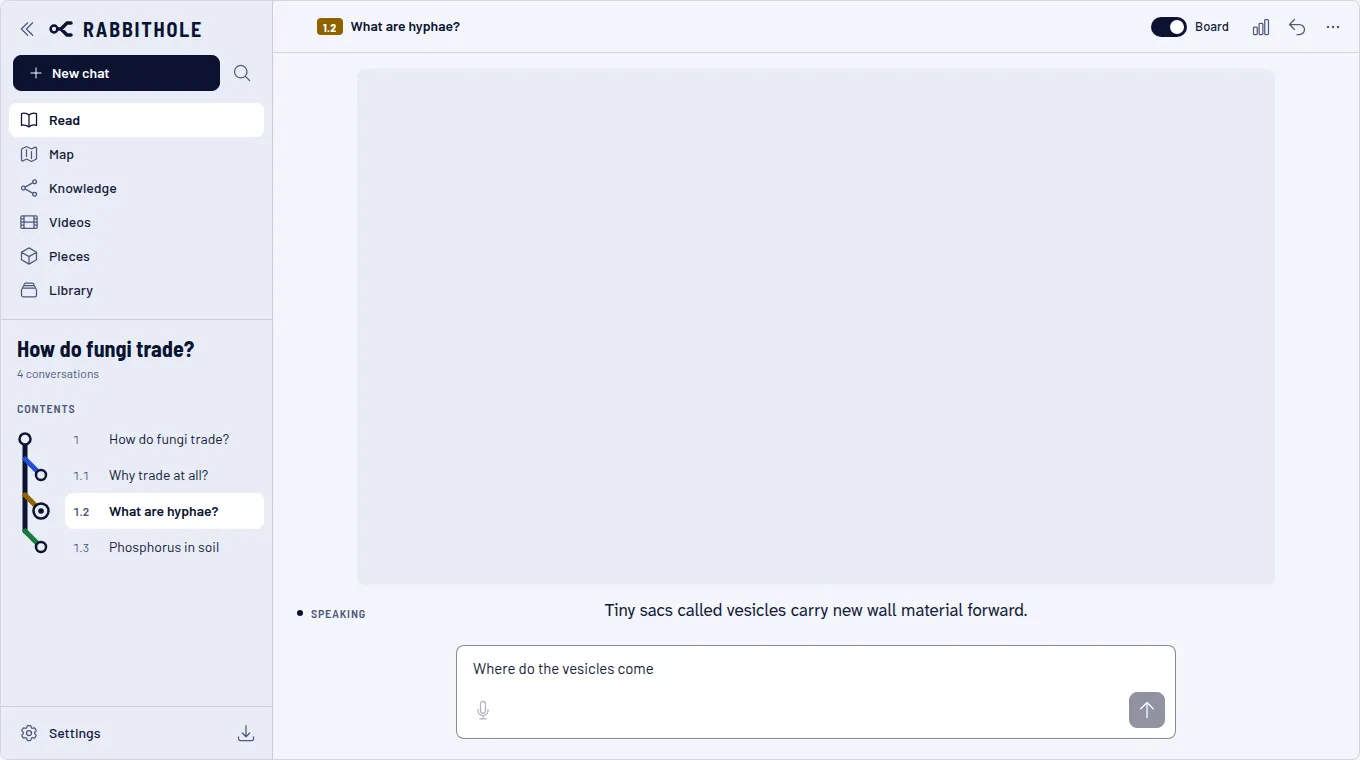 RABBITHOLE
New chat
Read
Map
Knowledge
Videos
Pieces
Library
How do fungi trade?
4 conversations
CONTENTS
1 How do fungi trade?
1.1 Why trade at all?
1.2 What are hyphae?
1.3 Phosphorus in soil
Settings
1.2 What are hyphae?
Board
SPEAKING
Tiny sacs called vesicles carry new wall material forward.
Where do the vesicles come